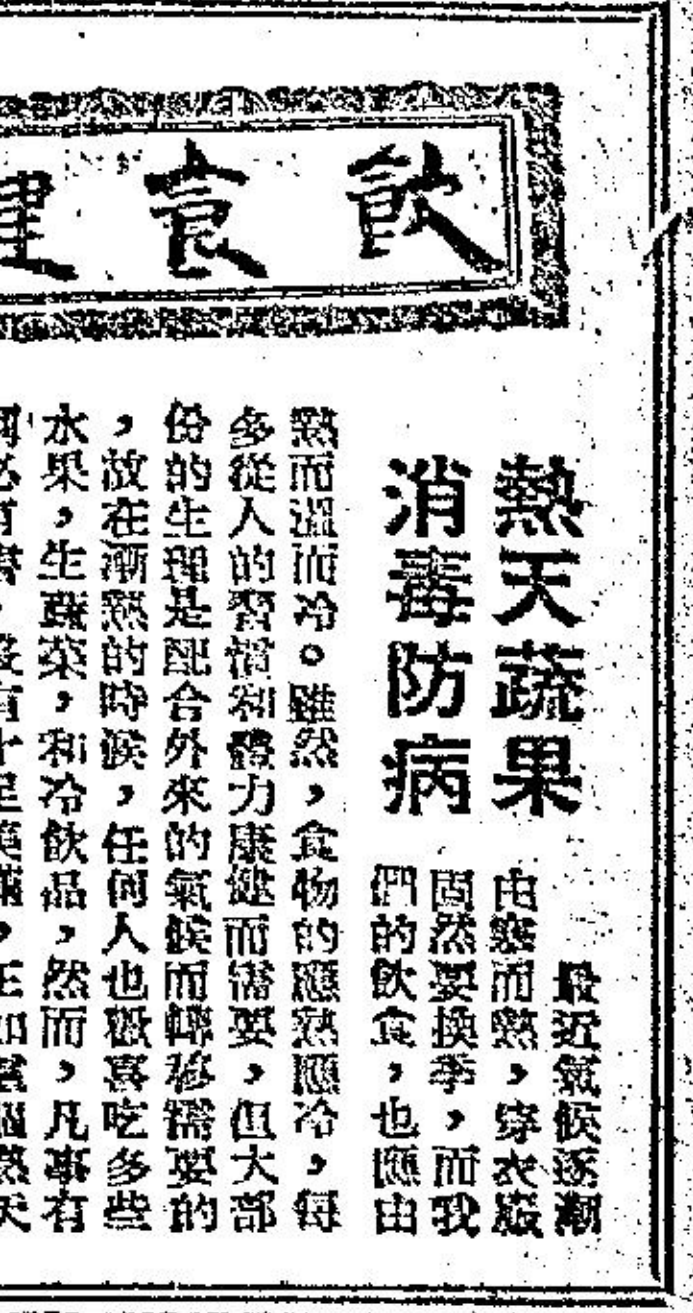 飲食健
熱天蔬果
消毒防病
最近氣候逐漸
由寒而熱，穿衣服
固然要換季，而我
們的飲食，也應由
熱而溫而冷。雖然，食物的應熱應冷，每
多從人的習慣和體力康健而需要，但大部
份的生理是配合外來的氣候而轉移需要的
，故在漸熱的時候，任何人也歡喜吃多些
水果，生蔬菜，和冷飲品，然而，凡事有